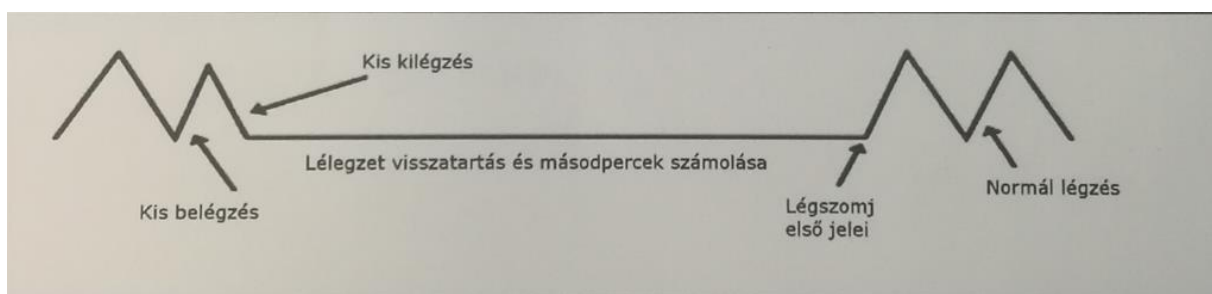 Kis kilégzés
Lélegzet visszatartás és másodpercek számolása
Kis belégzés
Légszomj
első jelei
Normál légzés